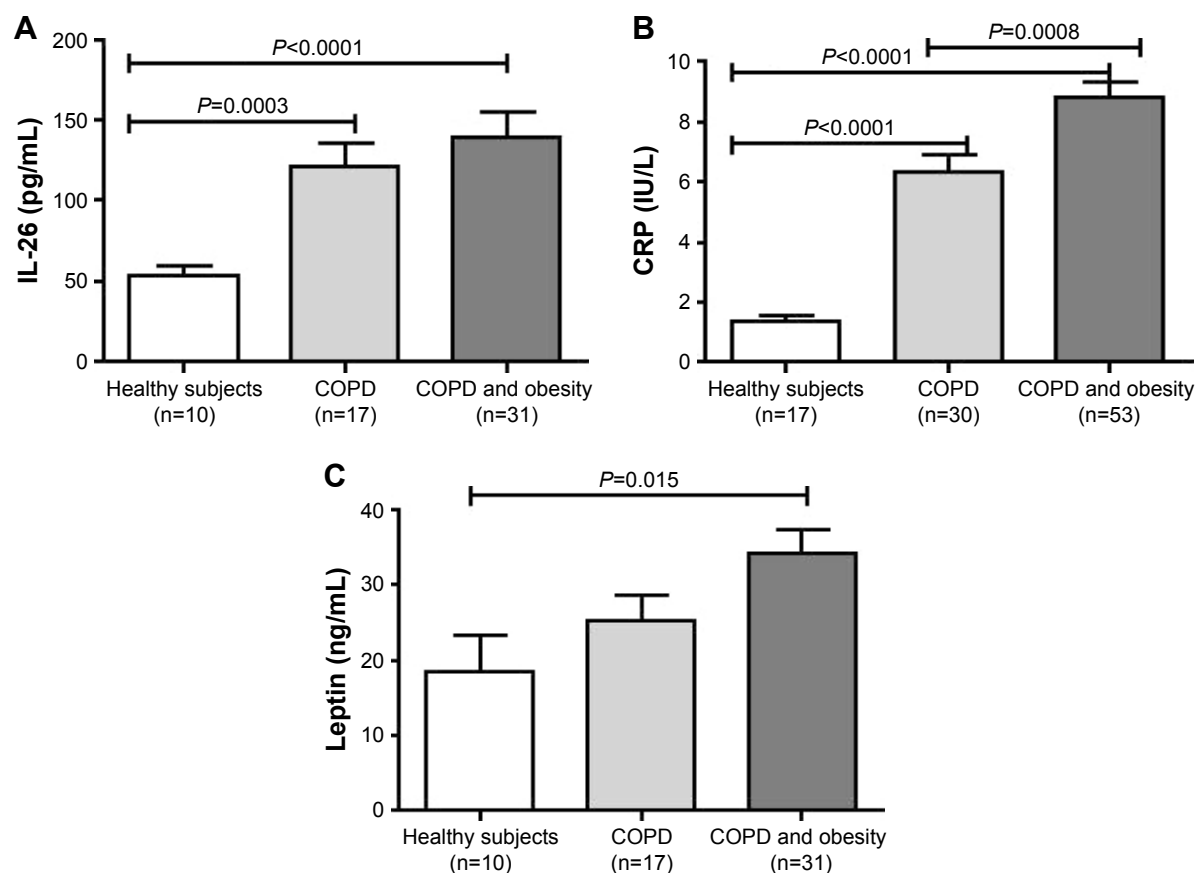 A
IL-26 (pg/mL)
200
150
100
50
0
P<0.0001
P=0.0003
Healthy subjects
(n=10)
COPD
(n=17)
COPD and obesity
(n=31)
B
CRP (IU/L)
10
8
6
4
2
0
P=0.0008
P<0.0001
P<0.0001
Healthy subjects
(n=17)
COPD
(n=30)
COPD and obesity
(n=53)
C
Leptin (ng/mL)
40
30
20
10
0
P=0.015
Healthy subjects
(n=10)
COPD
(n=17)
COPD and obesity
(n=31)